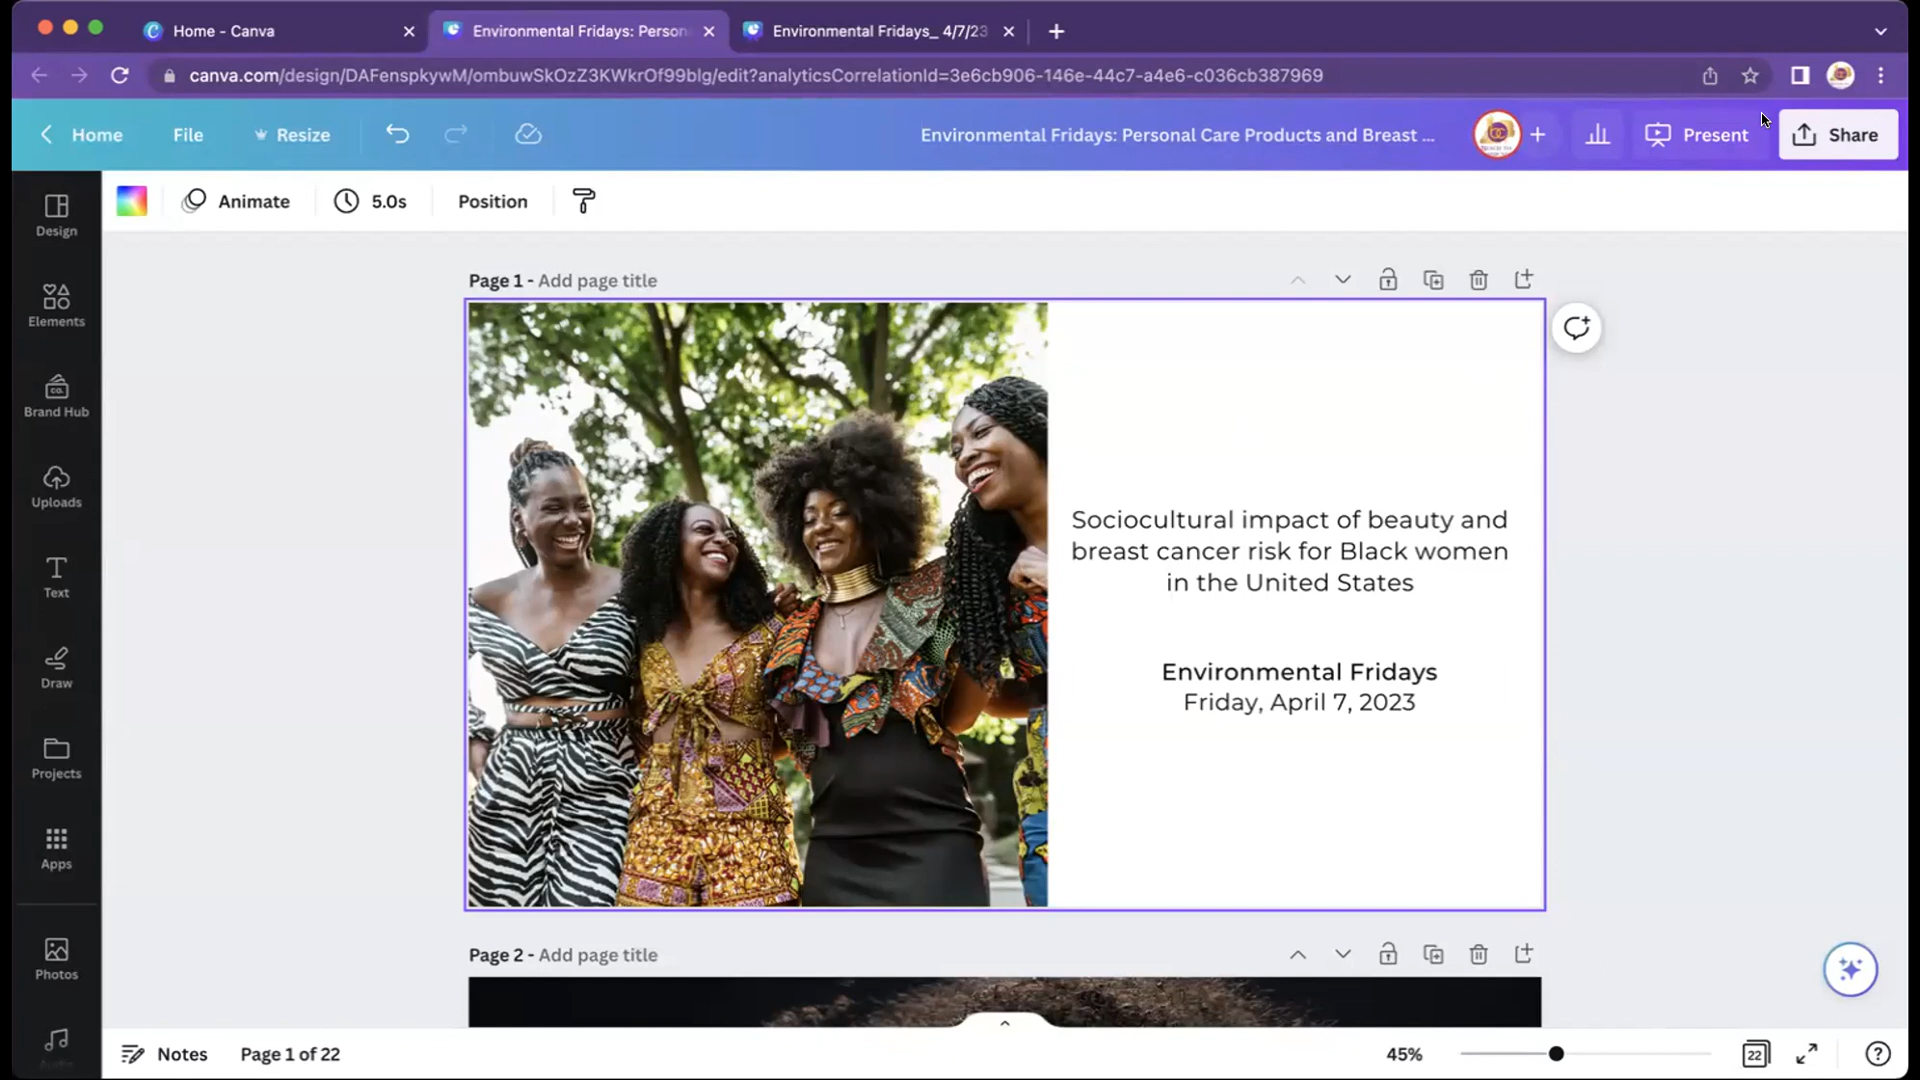 Home - Canva
Environmental Fridays: Person
Environmental Fridays_ 4/7/23
canva.com/design/DAFenspkywM/ombuwSkOzZ3KWkrOf99blg/edit?analyticsCorrelationId=3e6cb906-146e-44c7-a4e6-c036cb387969
Home
File
Resize
Environmental Fridays: Personal Care Products and Breast ...
Present
Share
Animate
5.0s
Position
Design
Elements
Brand Hub
Uploads
Text
Draw
Projects
Apps
Photos
Audio
Page 1 - Add page title
Sociocultural impact of beauty and
breast cancer risk for Black women
in the United States
Environmental Fridays
Friday, April 7, 2023
Page 2 - Add page title
Notes
Page 1 of 22
45%
22